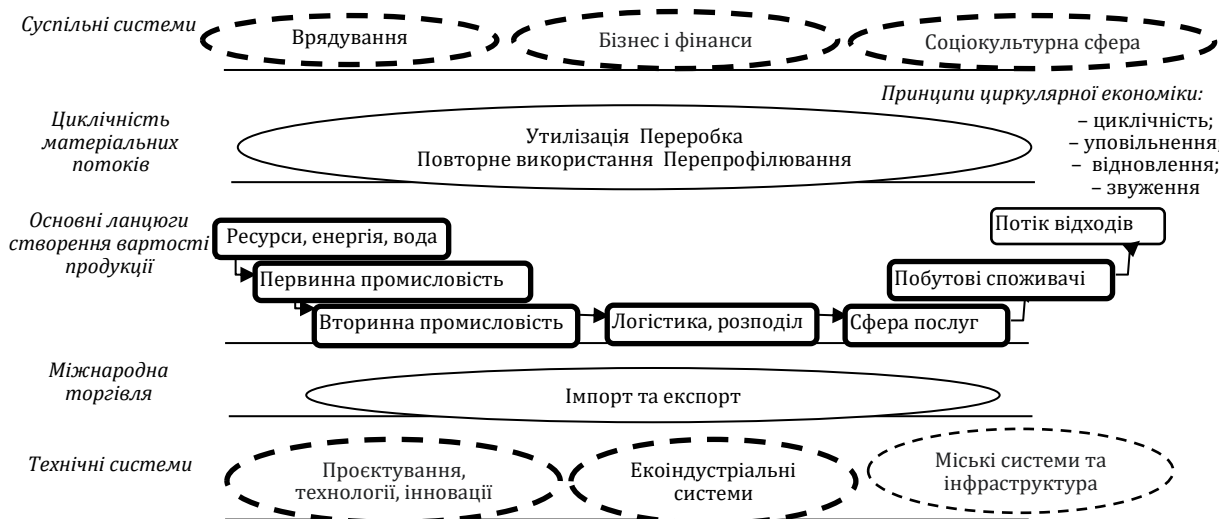 Суспільні системи
Врядування
Бізнес і фінанси
Соціокультурна сфера
Принципи циркулярної економіки:
– циклічність;
– уповільнення;
– відновлення;
– звуження
Циклічність
матеріальних
потоків
Утилізація Переробка
Повторне використання Перепрофілювання
Основні ланцюги
створення вартості
продукції
Ресурси, енергія, вода
Первинна промисловість
Вторинна промисловість
Логістика, розподіл
Сфера послуг
Побутові споживачі
Потік відходів
Міжнародна
торгівля
Імпорт та експорт
Технічні системи
Проєктування,
технології, інновації
Екоіндустріальні
системи
Міські системи та
інфраструктура